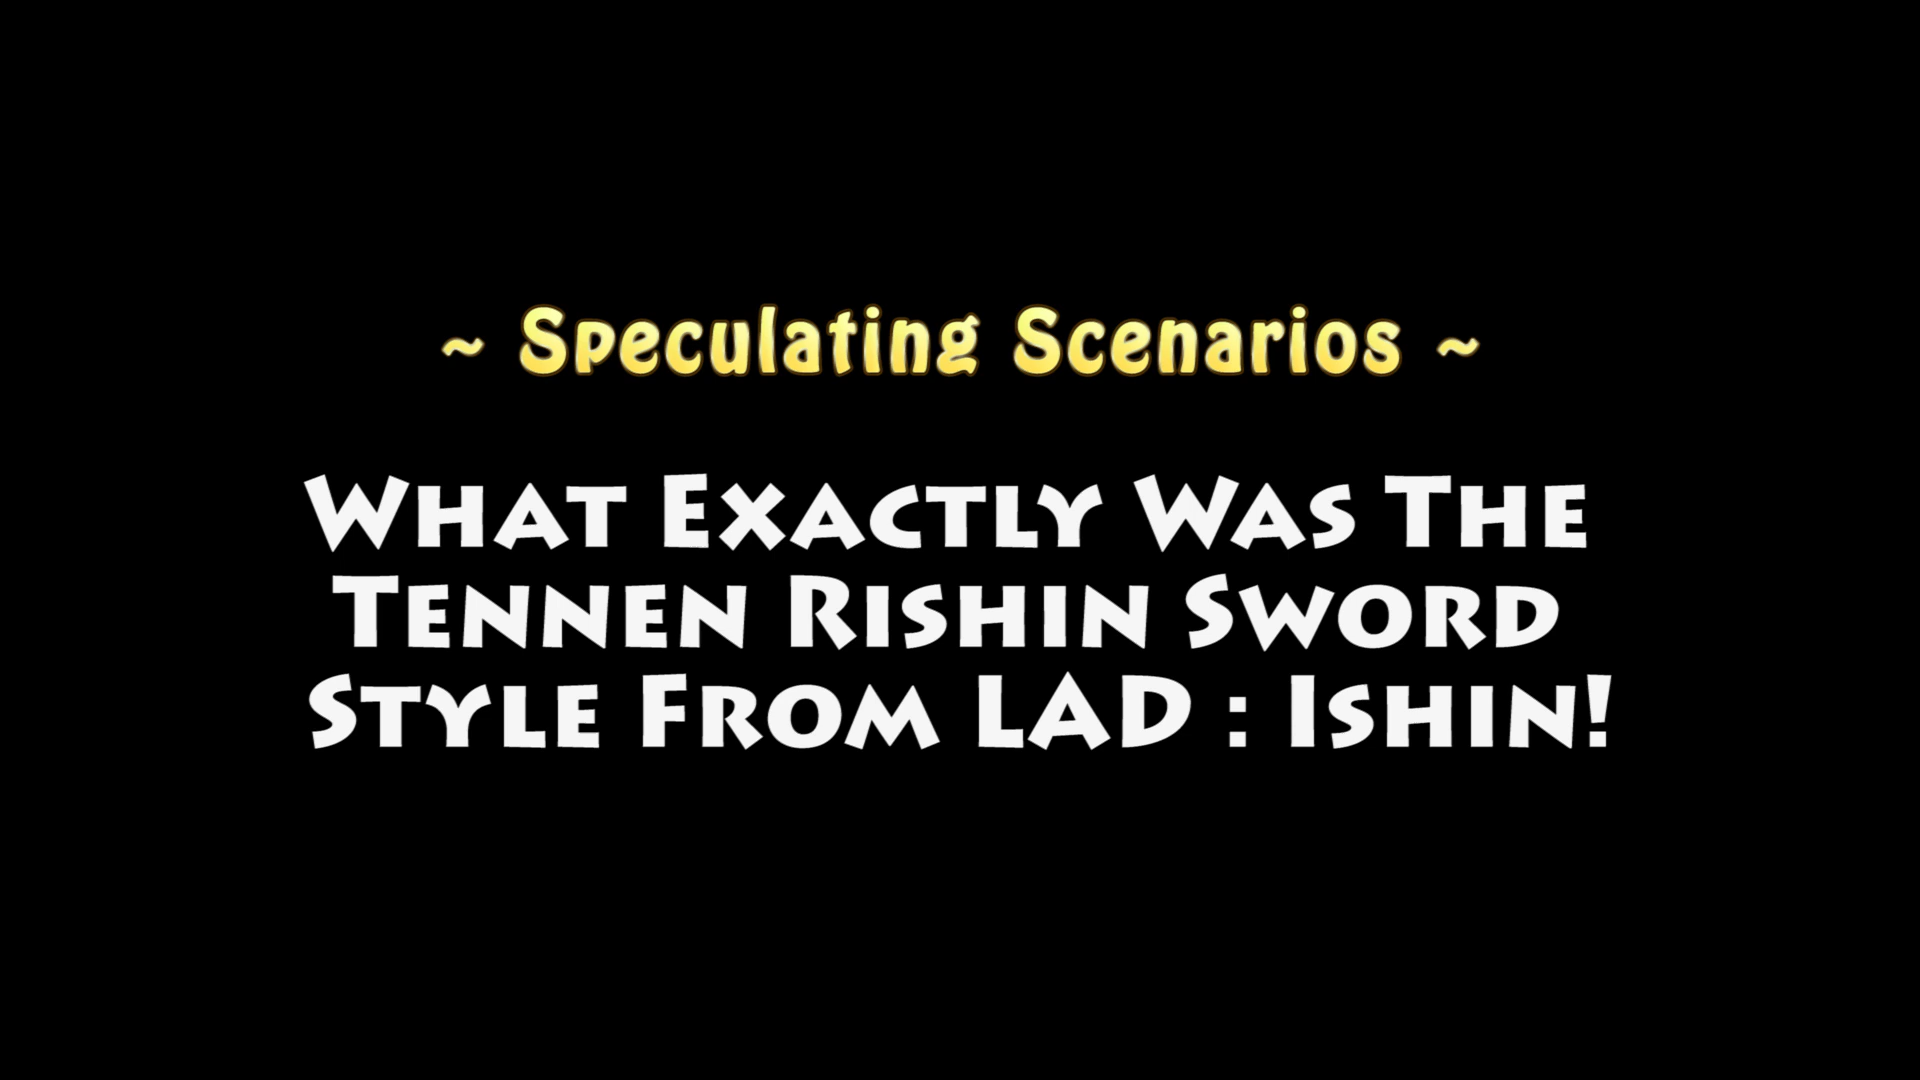 ~ Speculating Scenarios ~
What Exactly Was The
Tennen Rishin Sword
Style From LAD : Ishin!